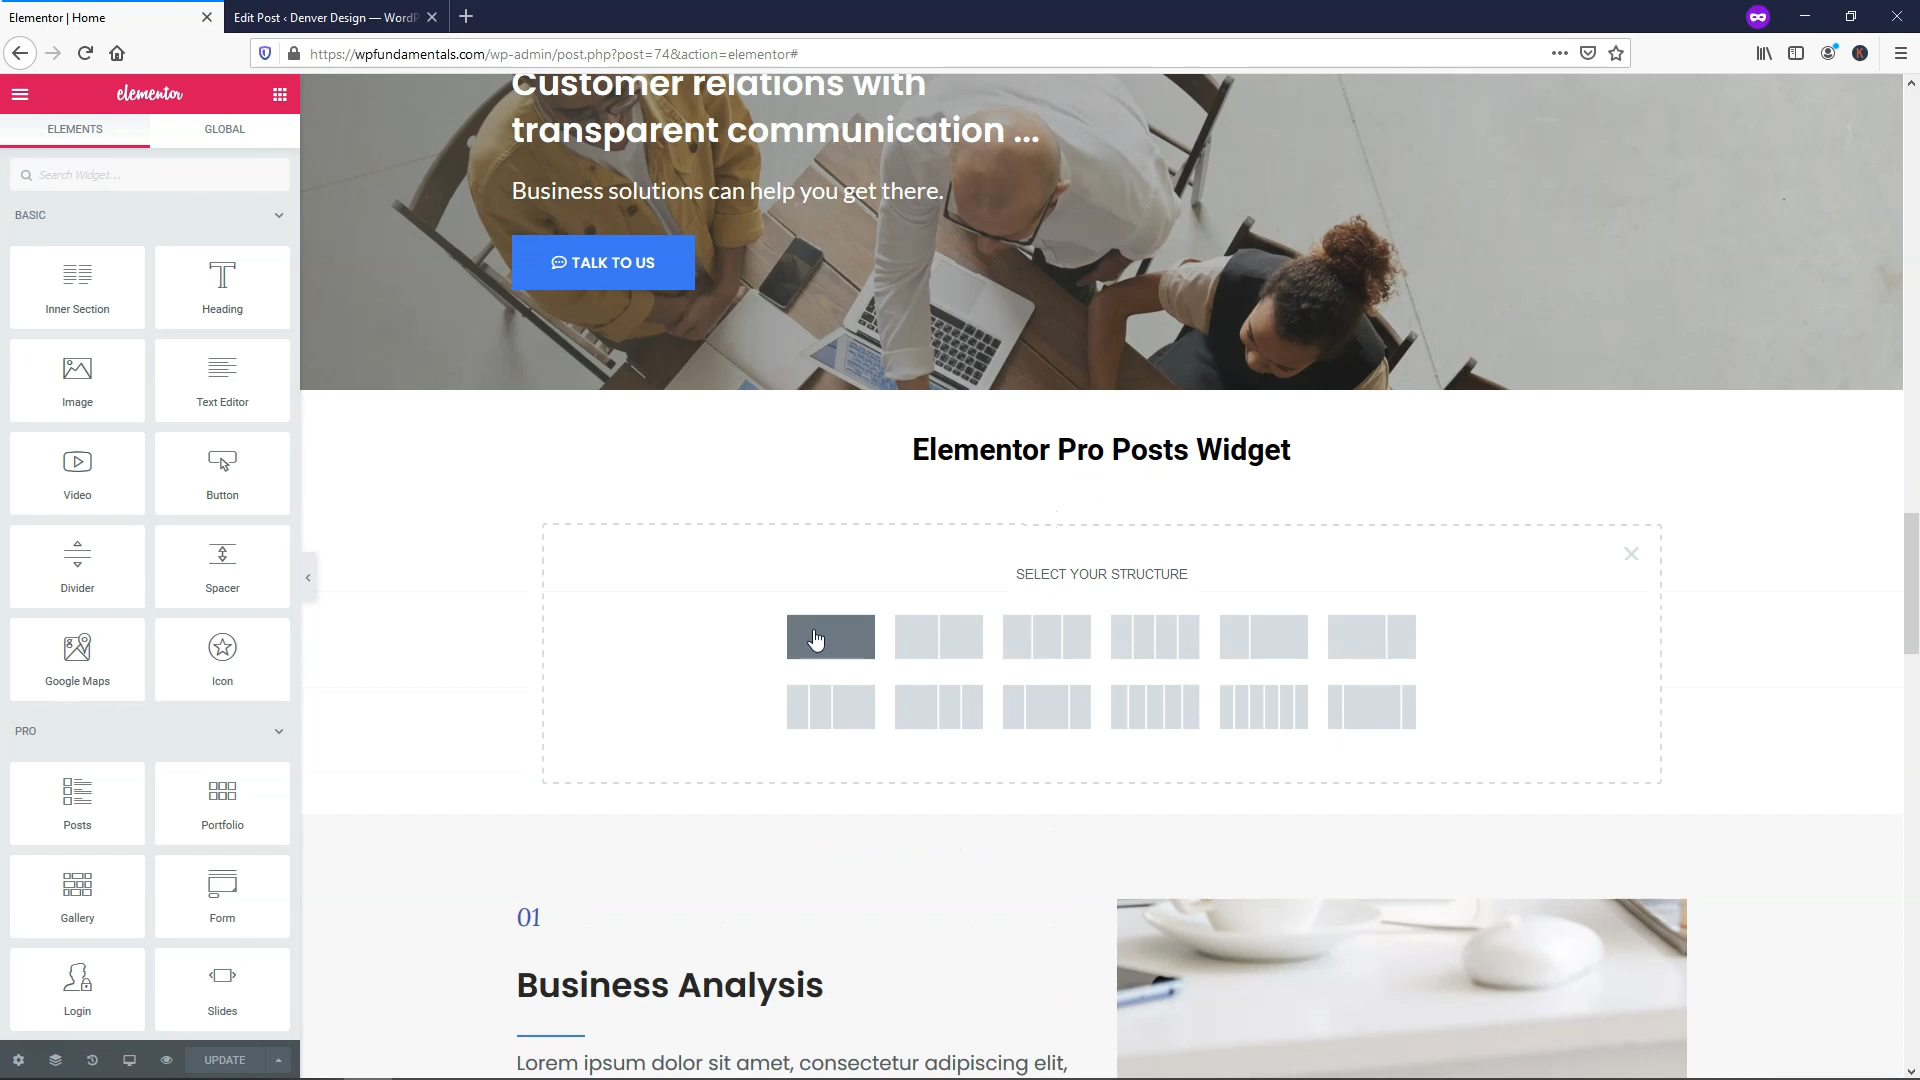 Elementor | Home
Edit Post ‹ Denver Design — WordP
https://wpfundamentals.com/wp-admin/post.php?post=74&action=elementor#
K
elementor
ELEMENTS
GLOBAL
Search Widget...
BASIC
Inner Section
Heading
Image
Text Editor
Video
Button
Divider
Spacer
Google Maps
Icon
PRO
Posts
Portfolio
Gallery
Form
Login
Slides
UPDATE
Customer relations with
transparent communication ...
Business solutions can help you get there.
TALK TO US
Elementor Pro Posts Widget
SELECT YOUR STRUCTURE
01
Business Analysis
Lorem ipsum dolor sit amet, consectetur adipiscing elit,